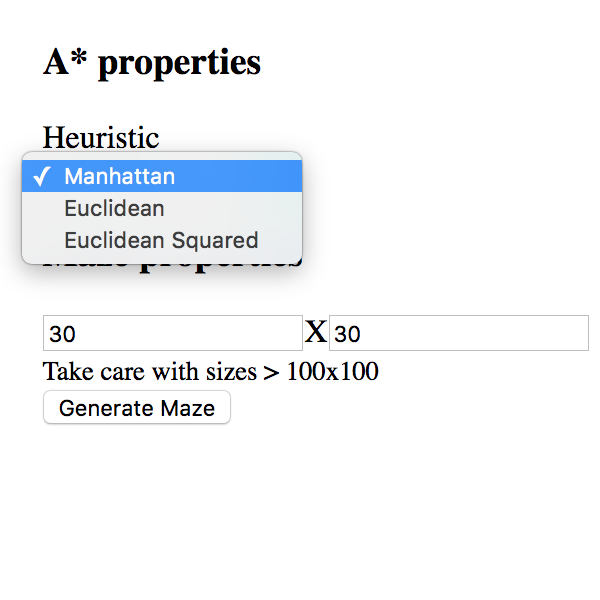 A* properties
Heuristic
✓ Manhattan
Euclidean
Euclidean Squared
Maze properties
30 X 30
Take care with sizes > 100x100
Generate Maze